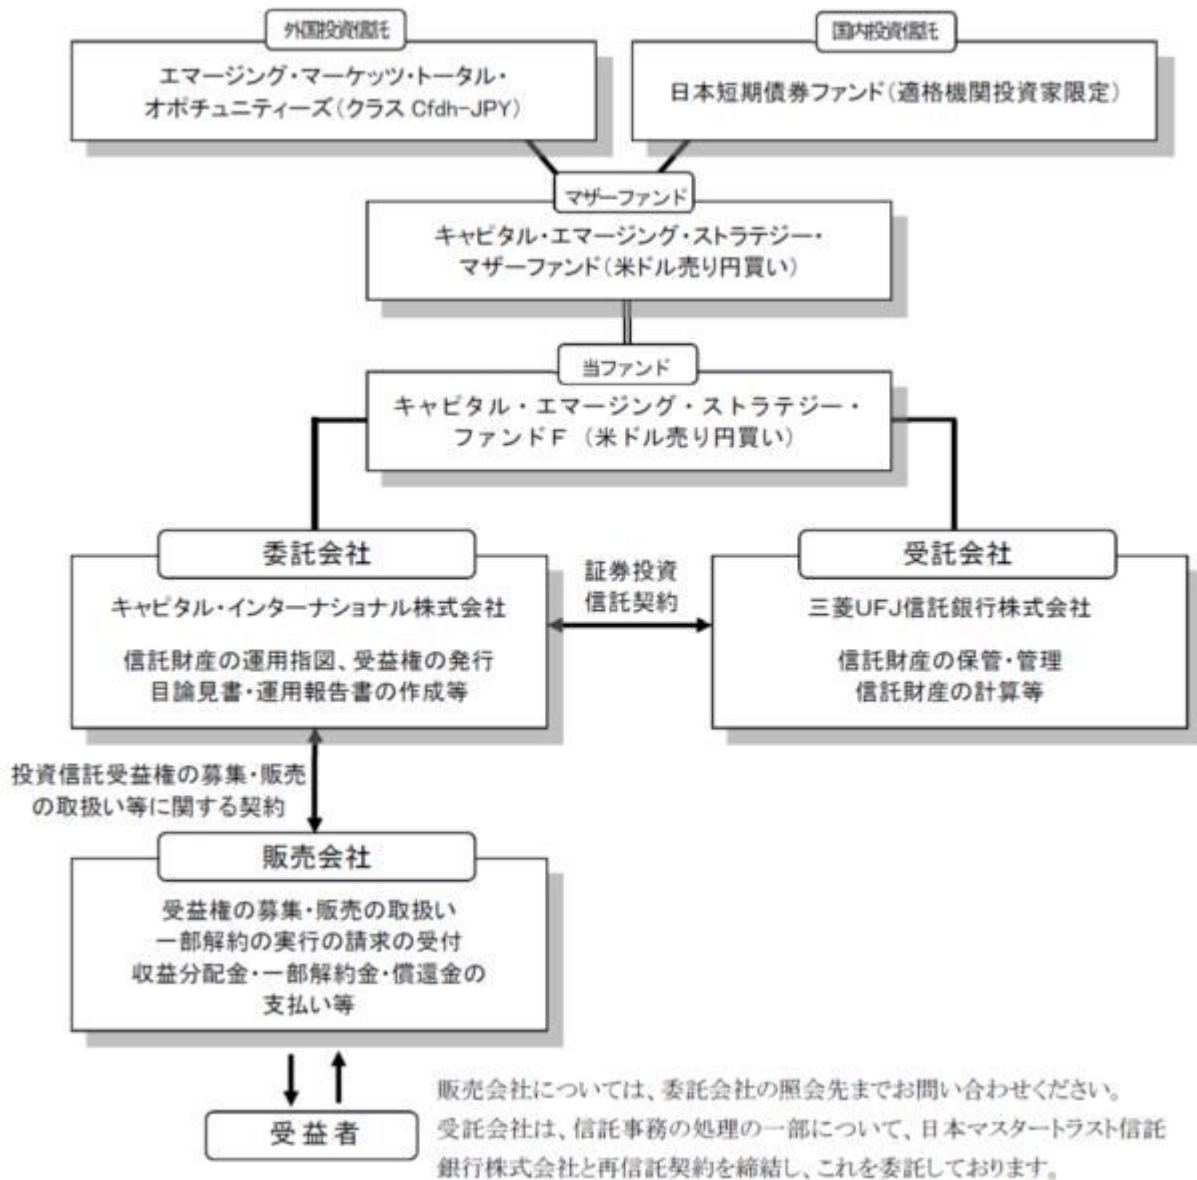 外国投資信託
国内投資信託
エマージング・マーケッツ・トータル・
オポチュニティーズ(クラス Cfdh-JPY)
日本短期債券ファンド(適格機関投資家限定)
マザーファンド
キャピタル・エマージング・ストラテジー・
マザーファンド(米ドル売り円買い)
当ファンド
キャピタル・エマージング・ストラテジー・
ファンドF (米ドル売り円買い)
委託会社
キャピタル・インターナショナル株式会社
信託財産の運用指図、受益権の発行
目論見書・運用報告書の作成等
証券投資
信託契約
受託会社
三菱UFJ信託銀行株式会社
信託財産の保管・管理
信託財産の計算等
投資信託受益権の募集・販売
の取扱い等に関する契約
販売会社
受益権の募集・販売の取扱い
一部解約の実行の請求の受付
収益分配金・一部解約金・償還金の
支払い等
受益者
販売会社については、委託会社の照会先までお問い合わせください。
受託会社は、信託事務の処理の一部について、日本マスタートラスト信託
銀行株式会社と再信託契約を締結し、これを委託しております。